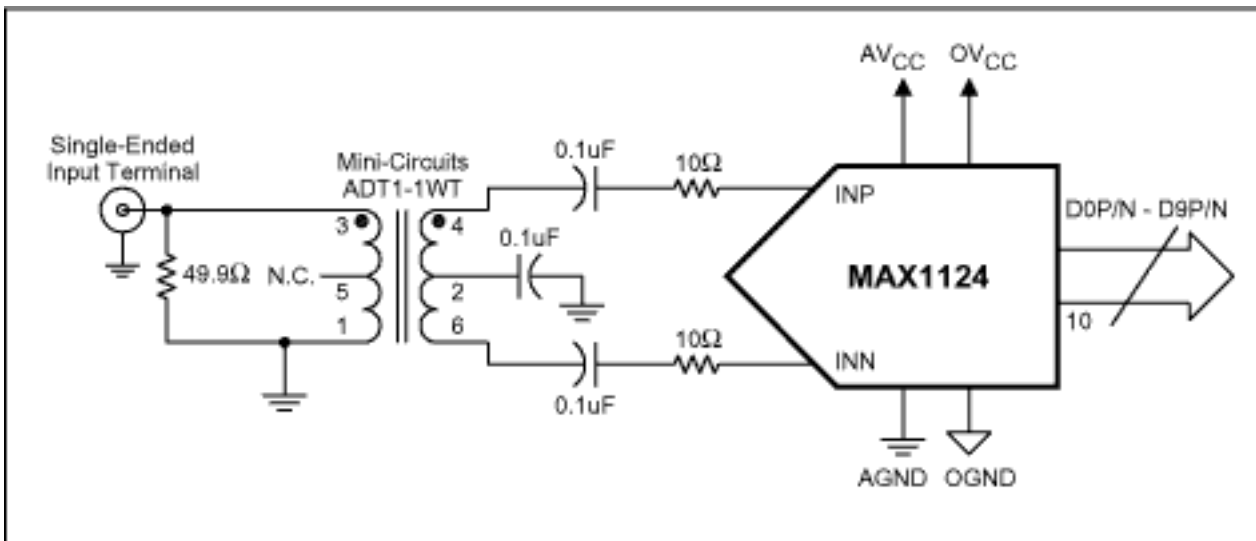 AVCC OVCC
Single-Ended
Input Terminal
Mini-Circuits
ADT1-1WT
0.1uF
10Ω
INP
D0P/N - D9P/N
3
4
0.1uF
49.9Ω
N.C.
5
2
MAX1124
1
6
10
10Ω
INN
0.1uF
AGND OGND